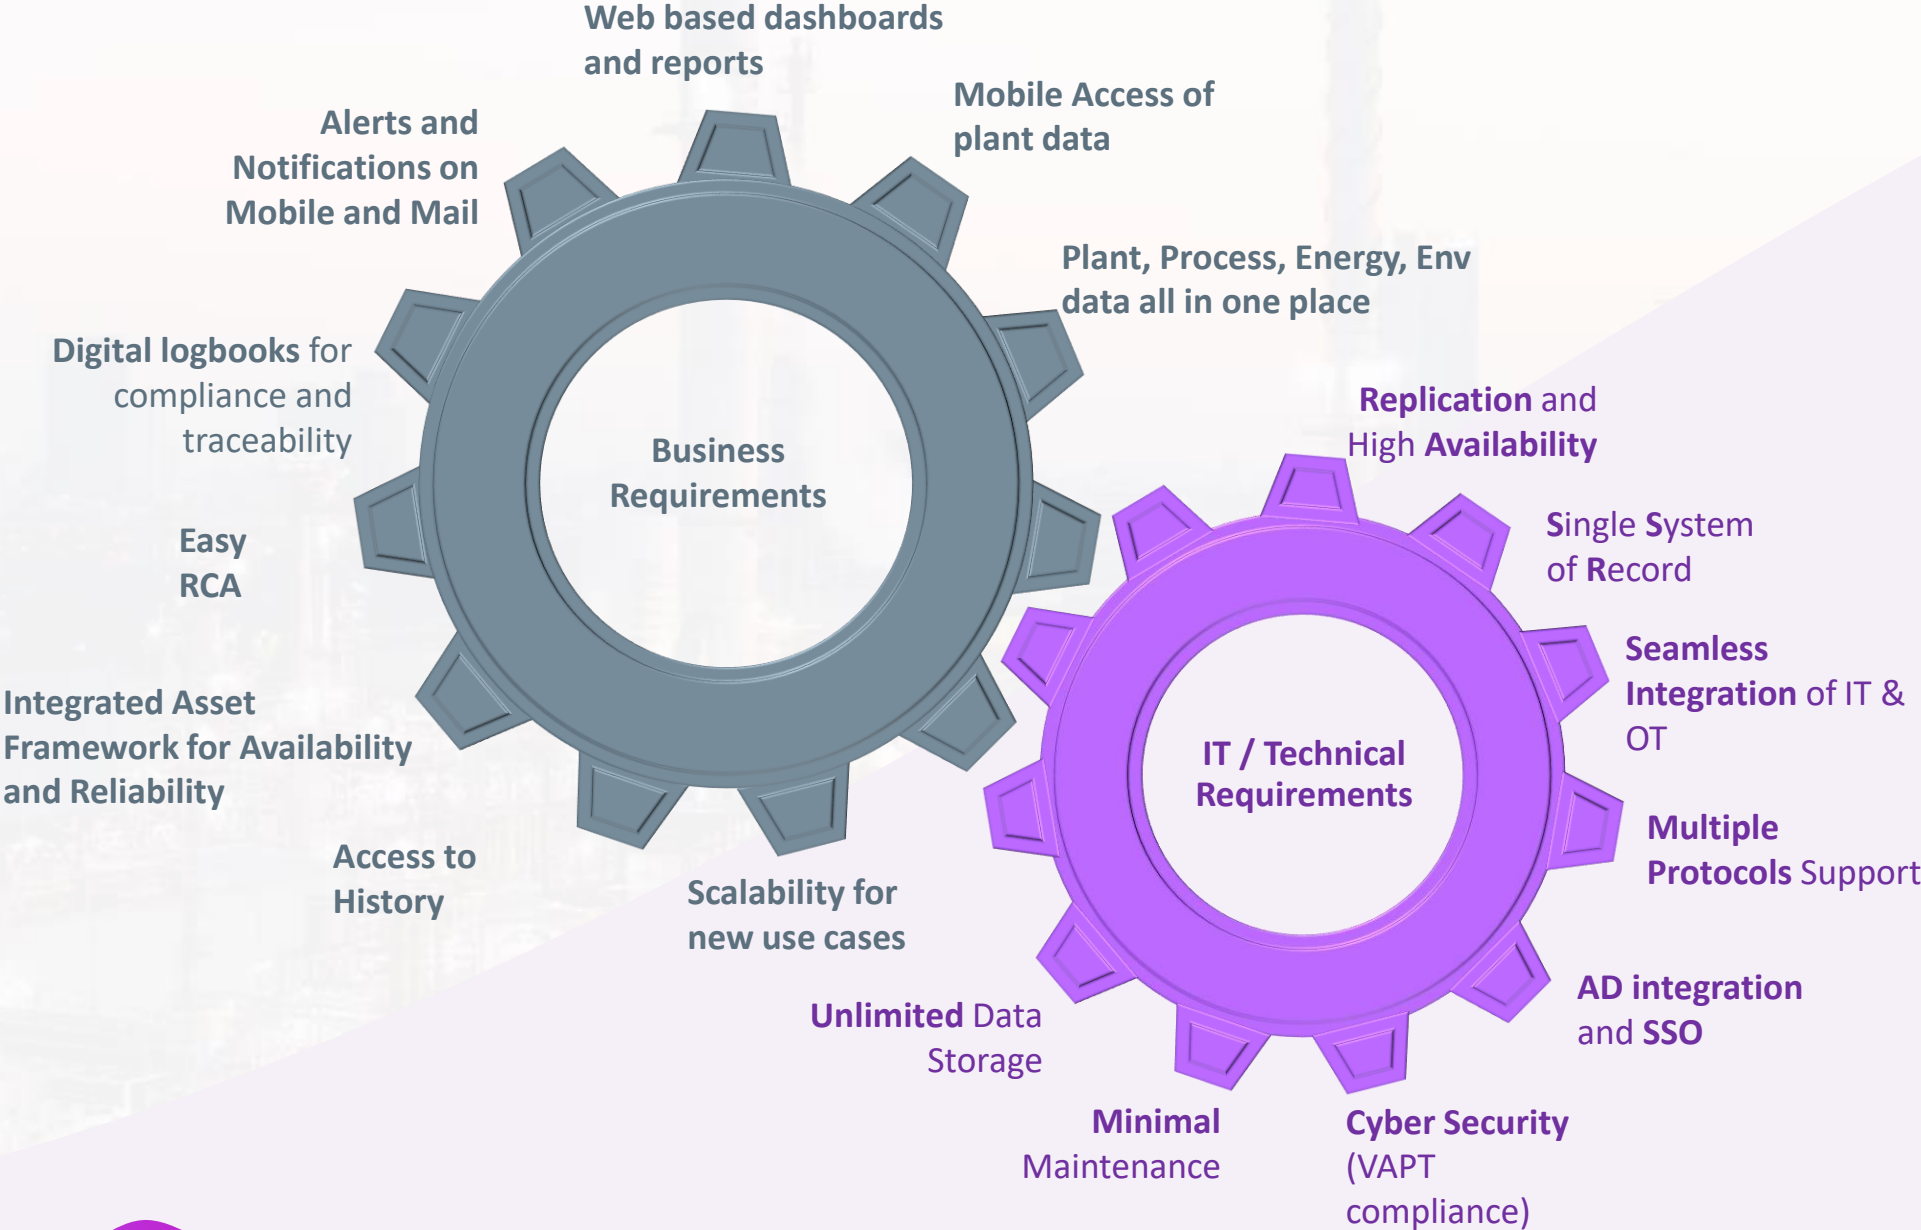 Web based dashboards
and reports
Mobile Access of
plant data
Alerts and
Notifications on
Mobile and Mail
Plant, Process, Energy, Env
data all in one place
Digital logbooks for
compliance and
traceability
Business
Requirements
Easy
RCA
Integrated Asset
Framework for Availability
and Reliability
Access to
History
Scalability for
new use cases
Replication and
High Availability
Single System
of Record
Seamless
Integration of IT &
OT
IT / Technical
Requirements
Multiple
Protocols Support
AD integration
and SSO
Unlimited Data
Storage
Minimal
Maintenance
Cyber Security
(VAPT
compliance)